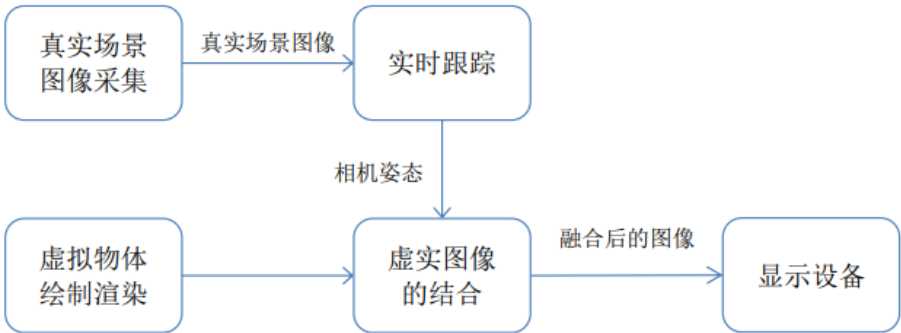 真实场景
图像采集
真实场景图像
实时跟踪
相机姿态
虚拟物体
绘制渲染
虚实图像
的结合
融合后的图像
显示设备